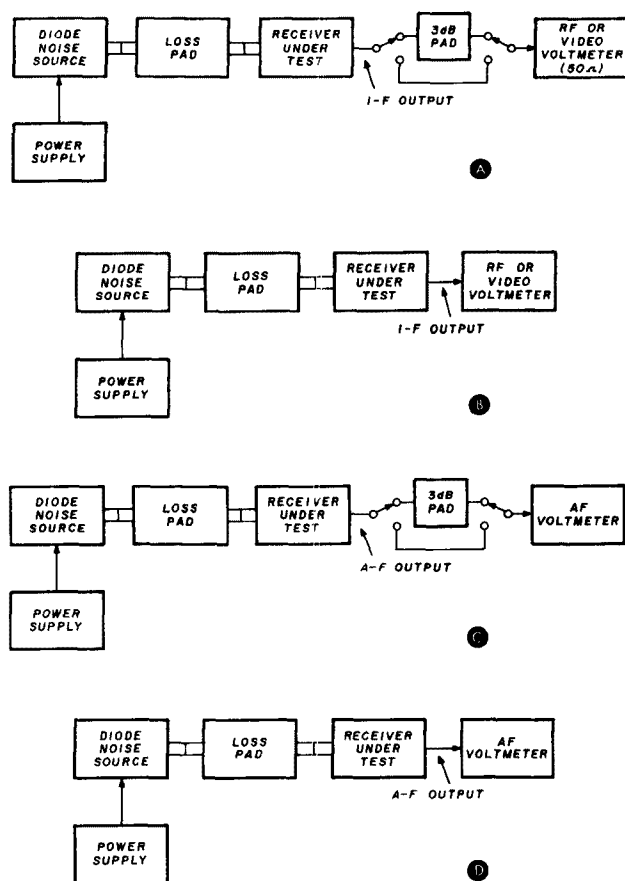 DIODE
NOISE
SOURCE
LOSS
PAD
RECEIVER
UNDER
TEST
3dB
PAD
RF OR
VIDEO
VOLTMETER
(50Ω)
I-F OUTPUT
POWER
SUPPLY
A
DIODE
NOISE
SOURCE
LOSS
PAD
RECEIVER
UNDER
TEST
RF OR
VIDEO
VOLTMETER
I-F OUTPUT
POWER
SUPPLY
B
DIODE
NOISE
SOURCE
LOSS
PAD
RECEIVER
UNDER
TEST
3dB
PAD
AF
VOLTMETER
A-F OUTPUT
POWER
SUPPLY
C
DIODE
NOISE
SOURCE
LOSS
PAD
RECEIVER
UNDER
TEST
AF
VOLTMETER
A-F OUTPUT
POWER
SUPPLY
D